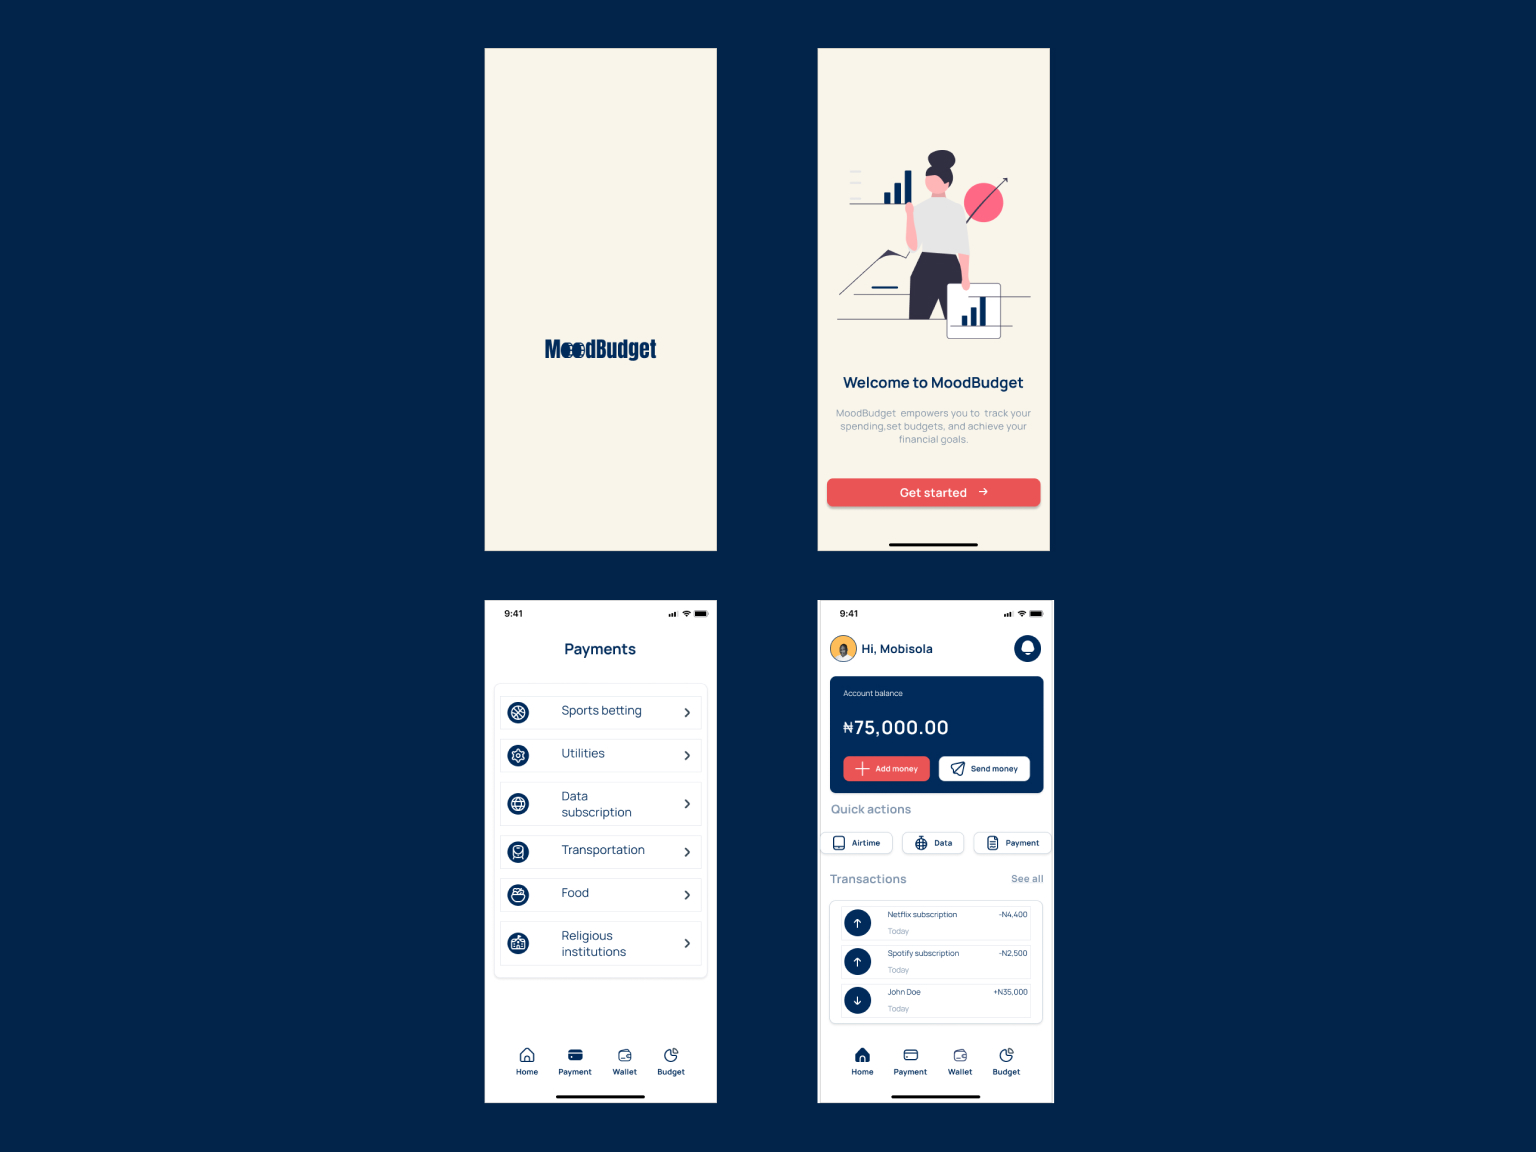 MoodBudget
Welcome to MoodBudget
MoodBudget empowers you to track your
spending,set budgets, and achieve your
financial goals.
Get started
9:41
Payments
Sports betting
Utilities
Data
subscription
Transportation
Food
Religious
institutions
Home Payment Wallet Budget
9:41
Hi, Mobisola
Account balance
₦75,000.00
Add money Send money
Quick actions
Airtime Data Payment
Transactions See all
Netflix subscription -N4,400
Today
Spotify subscription -N2,500
Today
John Doe +N35,000
Today
Home Payment Wallet Budget